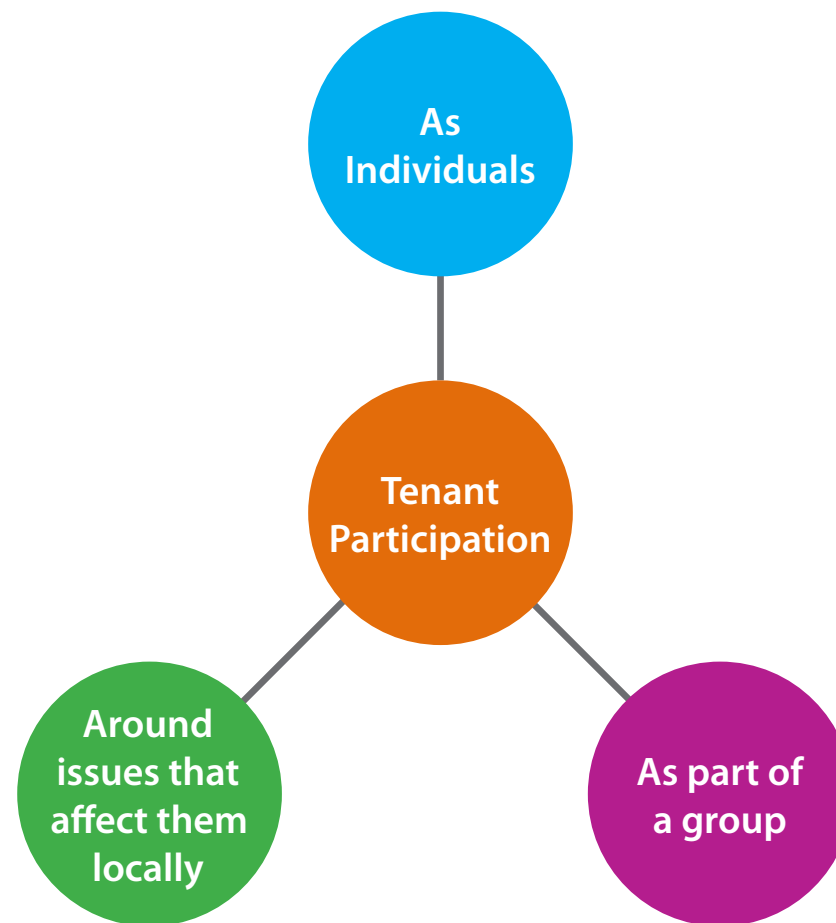 As
Individuals
Tenant
Participation
Around
issues that
affect them
locally
As part of
a group